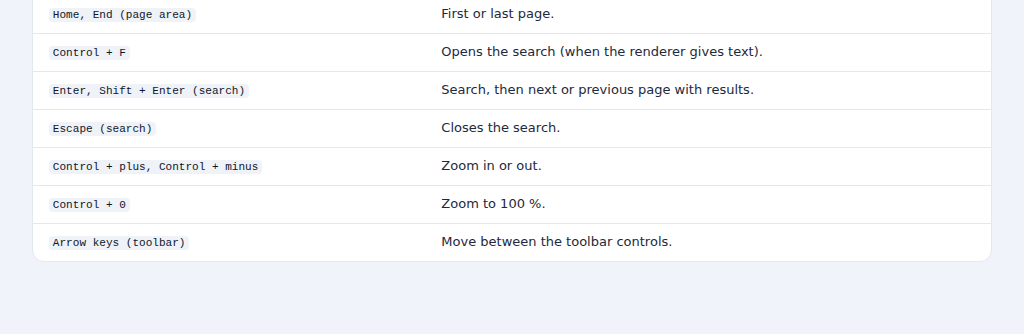 Home, End (page area) First or last page.
Control + F Opens the search (when the renderer gives text).
Enter, Shift + Enter (search) Search, then next or previous page with results.
Escape (search) Closes the search.
Control + plus, Control + minus Zoom in or out.
Control + 0 Zoom to 100 %.
Arrow keys (toolbar) Move between the toolbar controls.